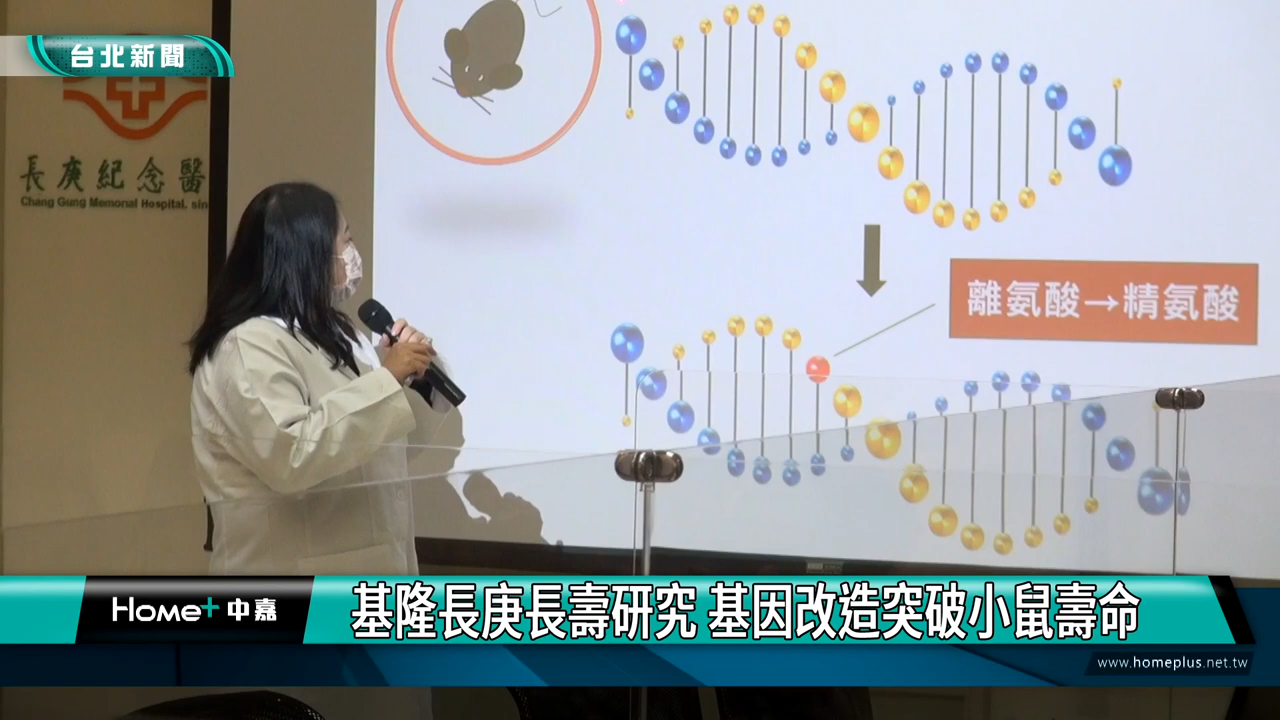 台北新聞
長庚紀念醫
Chang Gung Memorial Hospital, sin
離氨酸→精氨酸
Home+ 中嘉
基隆長庚長壽研究 基因改造突破小鼠壽命
www.homeplus.net.tw